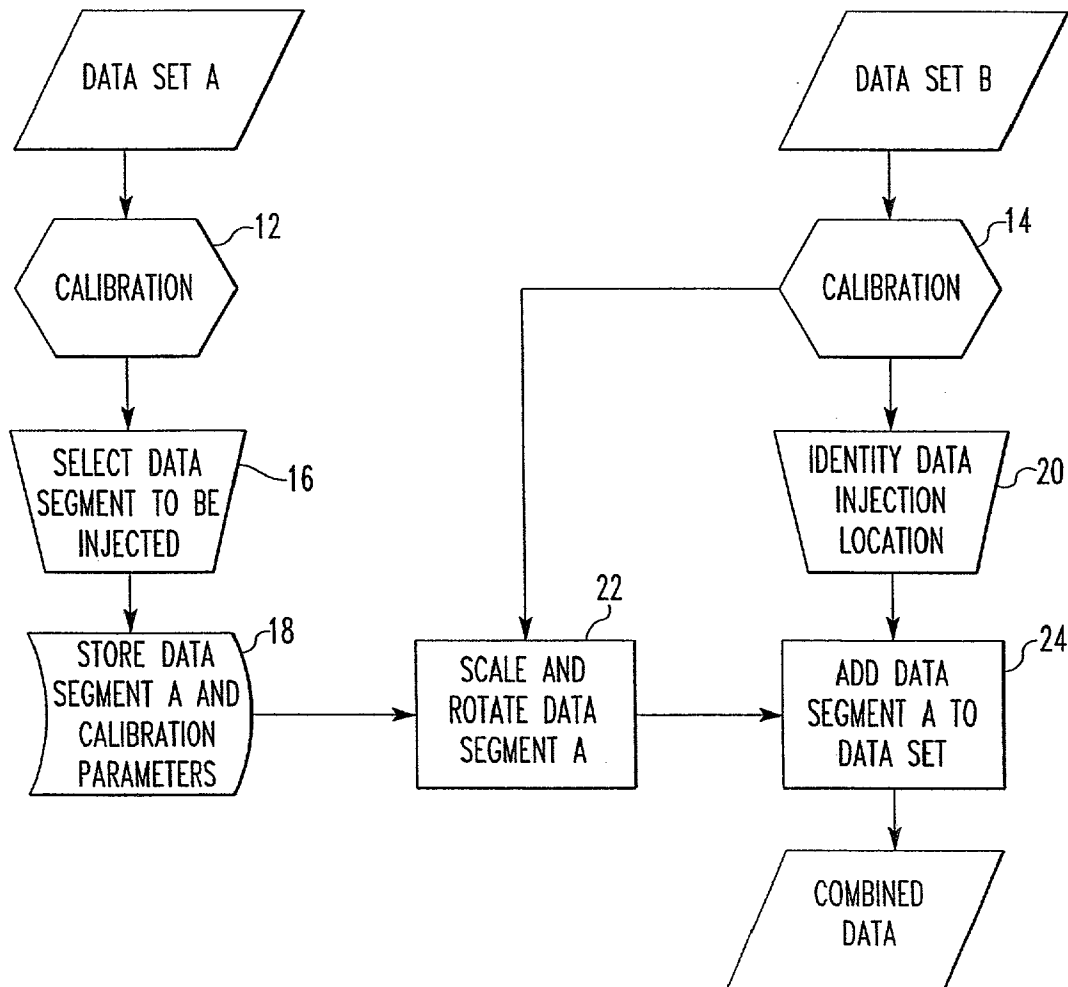 DATA SET A
DATA SET B
12
CALIBRATION
14
CALIBRATION
SELECT DATA
SEGMENT TO BE
INJECTED
16
IDENTITY DATA
INJECTION
LOCATION
20
18
STORE DATA
SEGMENT A AND
CALIBRATION
PARAMETERS
22
SCALE AND
ROTATE DATA
SEGMENT A
24
ADD DATA
SEGMENT A TO
DATA SET
COMBINED
DATA